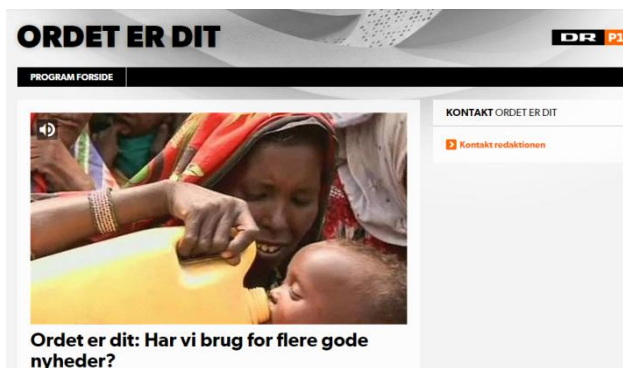 ORDET ER DIT
DR P1
PROGRAM FORSIDE
KONTAKT ORDET ER DIT
Kontakt redaktionen
Ordet er dit: Har vi brug for flere gode
nyheder?